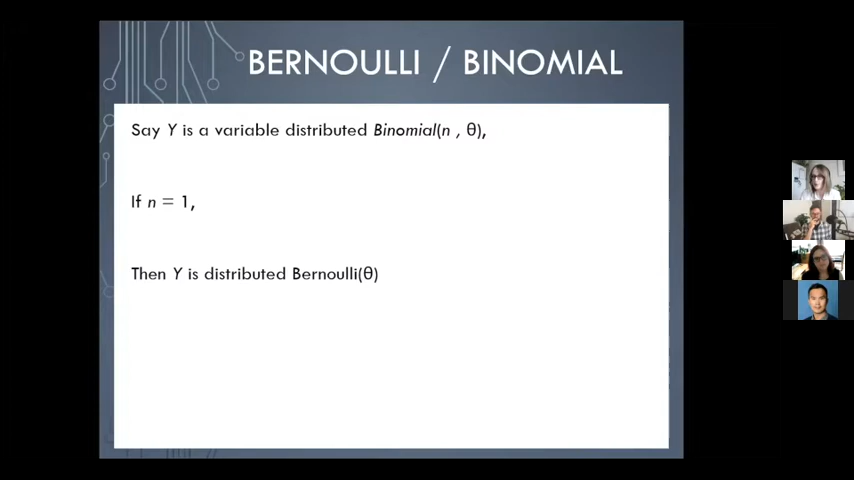 BERNOULLI / BINOMIAL
Say Y is a variable distributed Binomial(n , θ),
If n = 1,
Then Y is distributed Bernoulli(θ)